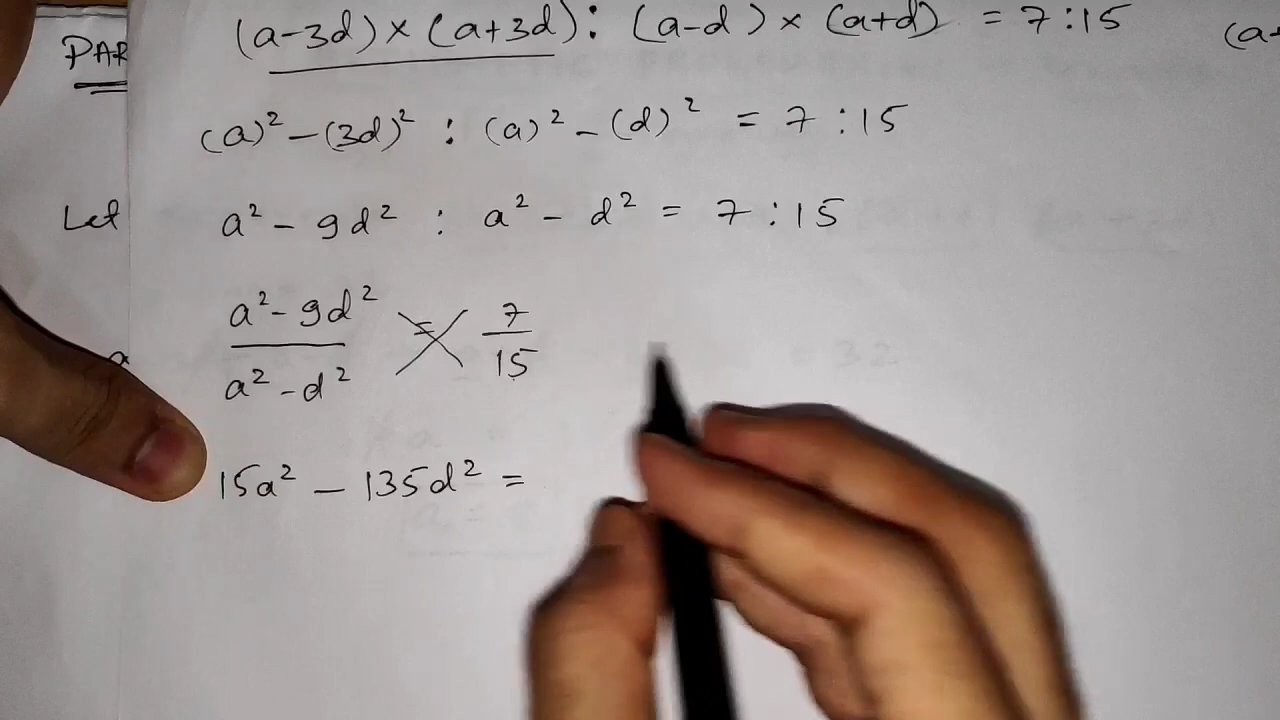 (a-3d) × (a+3d) : (a-d) × (a+d) = 7:15 (a+
PAR
(a)² - (3d)² : (a)² - (d)² = 7:15
Let
a² - 9d² : a² - d² = 7:15
a² - 9d² / a² - d² = 7 / 15
a
15a² - 135d² =